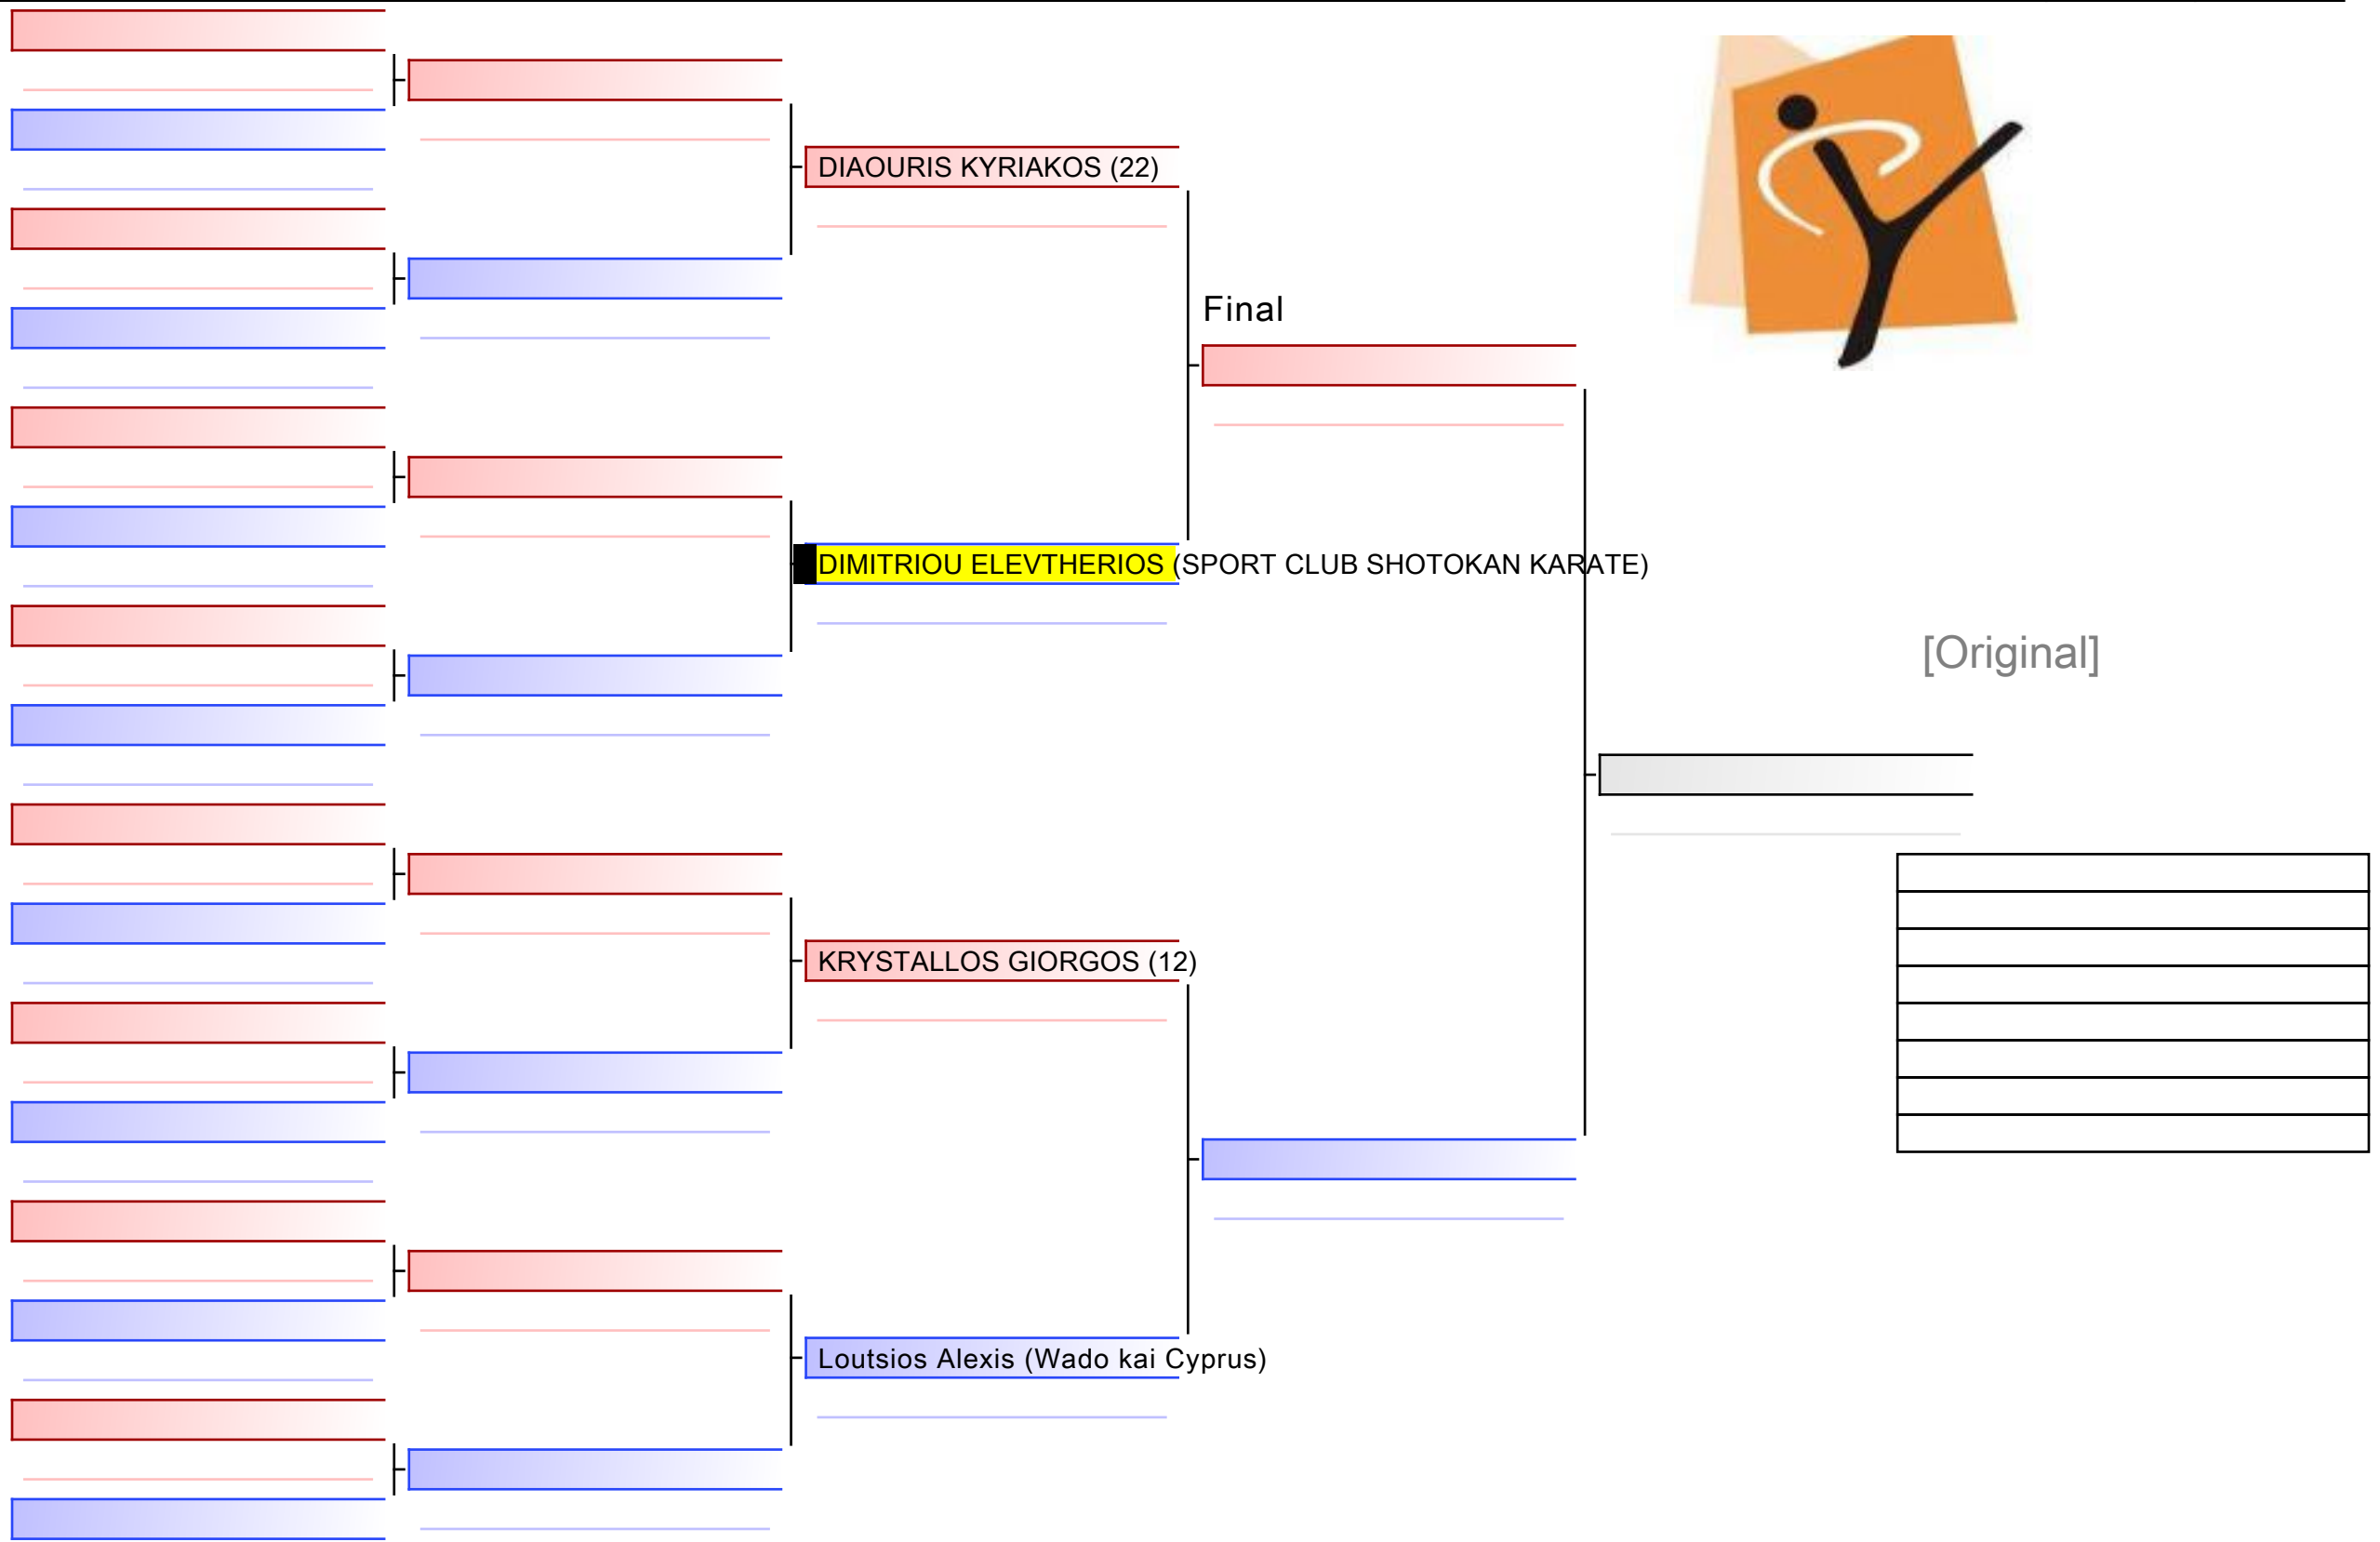 DIAOURIS KYRIAKOS (22)
Final
DIMITRIOU ELEVTHERIOS (SPORT CLUB SHOTOKAN KARATE)
[Original]
KRYSTALLOS GIORGOS (12)
Loutsios Alexis (Wado kai Cyprus)